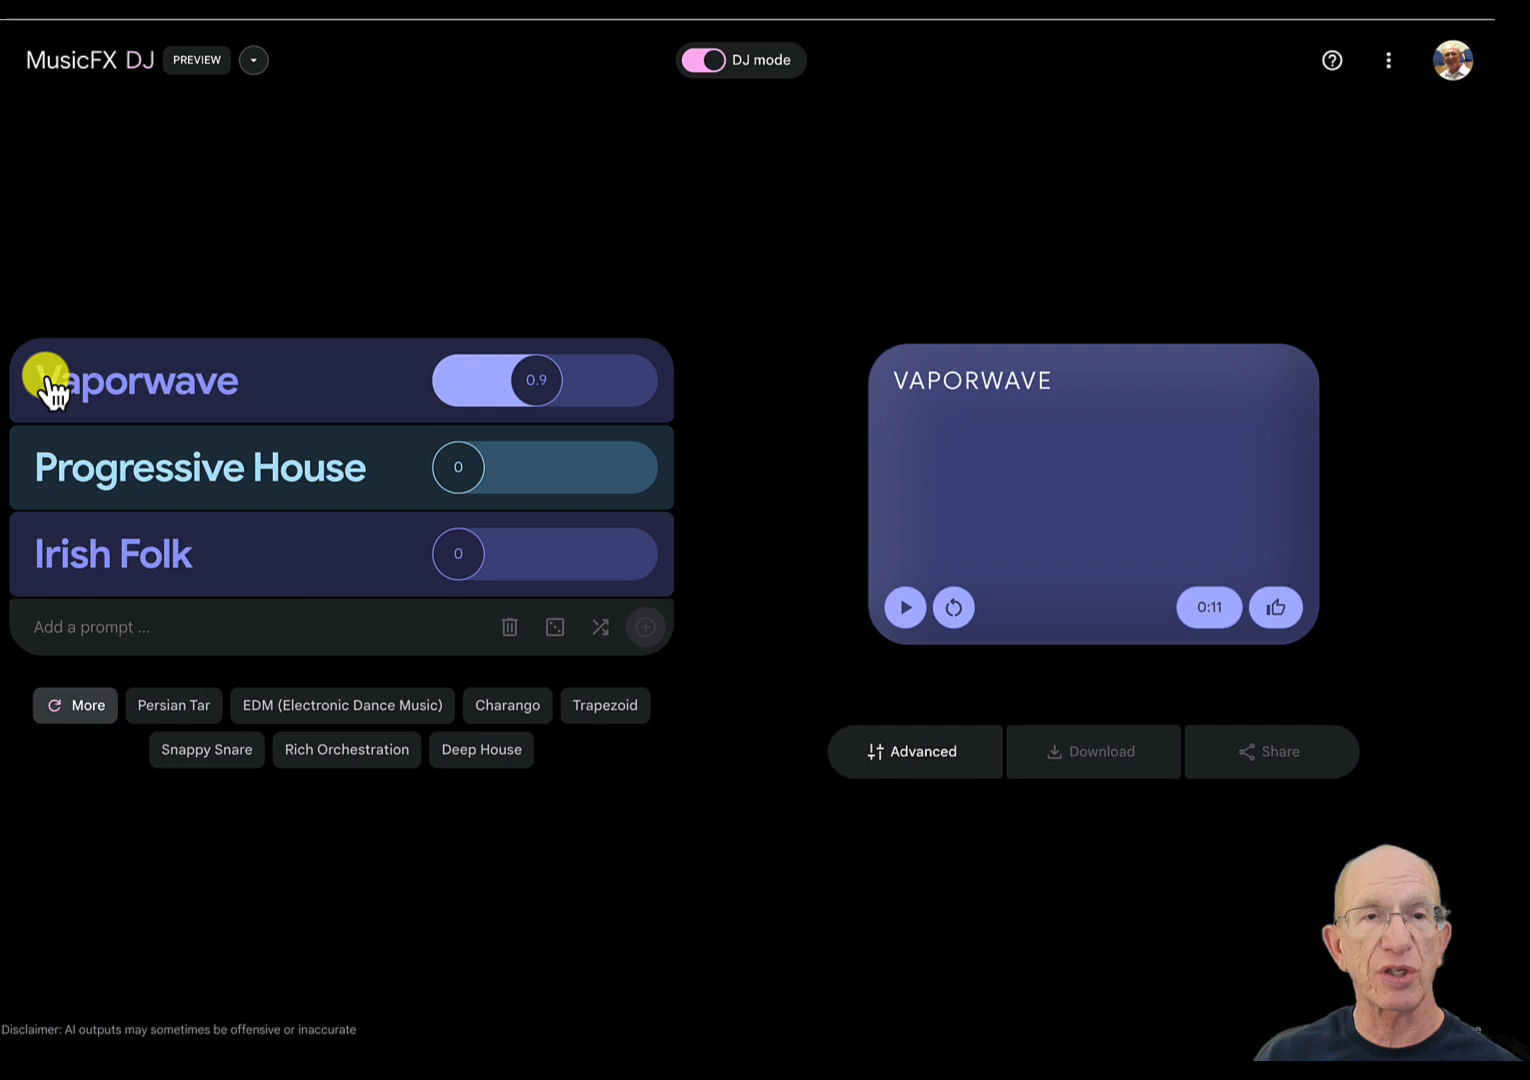 MusicFX DJ PREVIEW
DJ mode
Vaporwave 0.9
Progressive House 0
Irish Folk 0
Add a prompt ...
More Persian Tar EDM (Electronic Dance Music) Charango Trapezoid
Snappy Snare Rich Orchestration Deep House
VAPORWAVE
0:11
Advanced Download Share
Disclaimer: AI outputs may sometimes be offensive or inaccurate